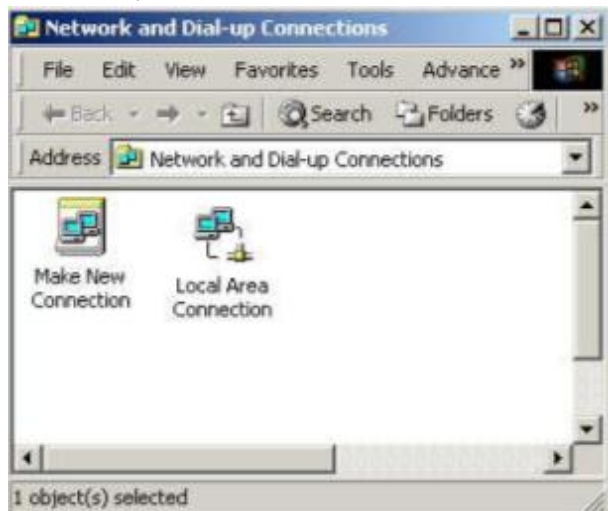 Network and Dial-up Connections
File Edit View Favorites Tools Advance »
Back Search Folders »
Address Network and Dial-up Connections
Make New
Connection
Local Area
Connection
1 object(s) selected